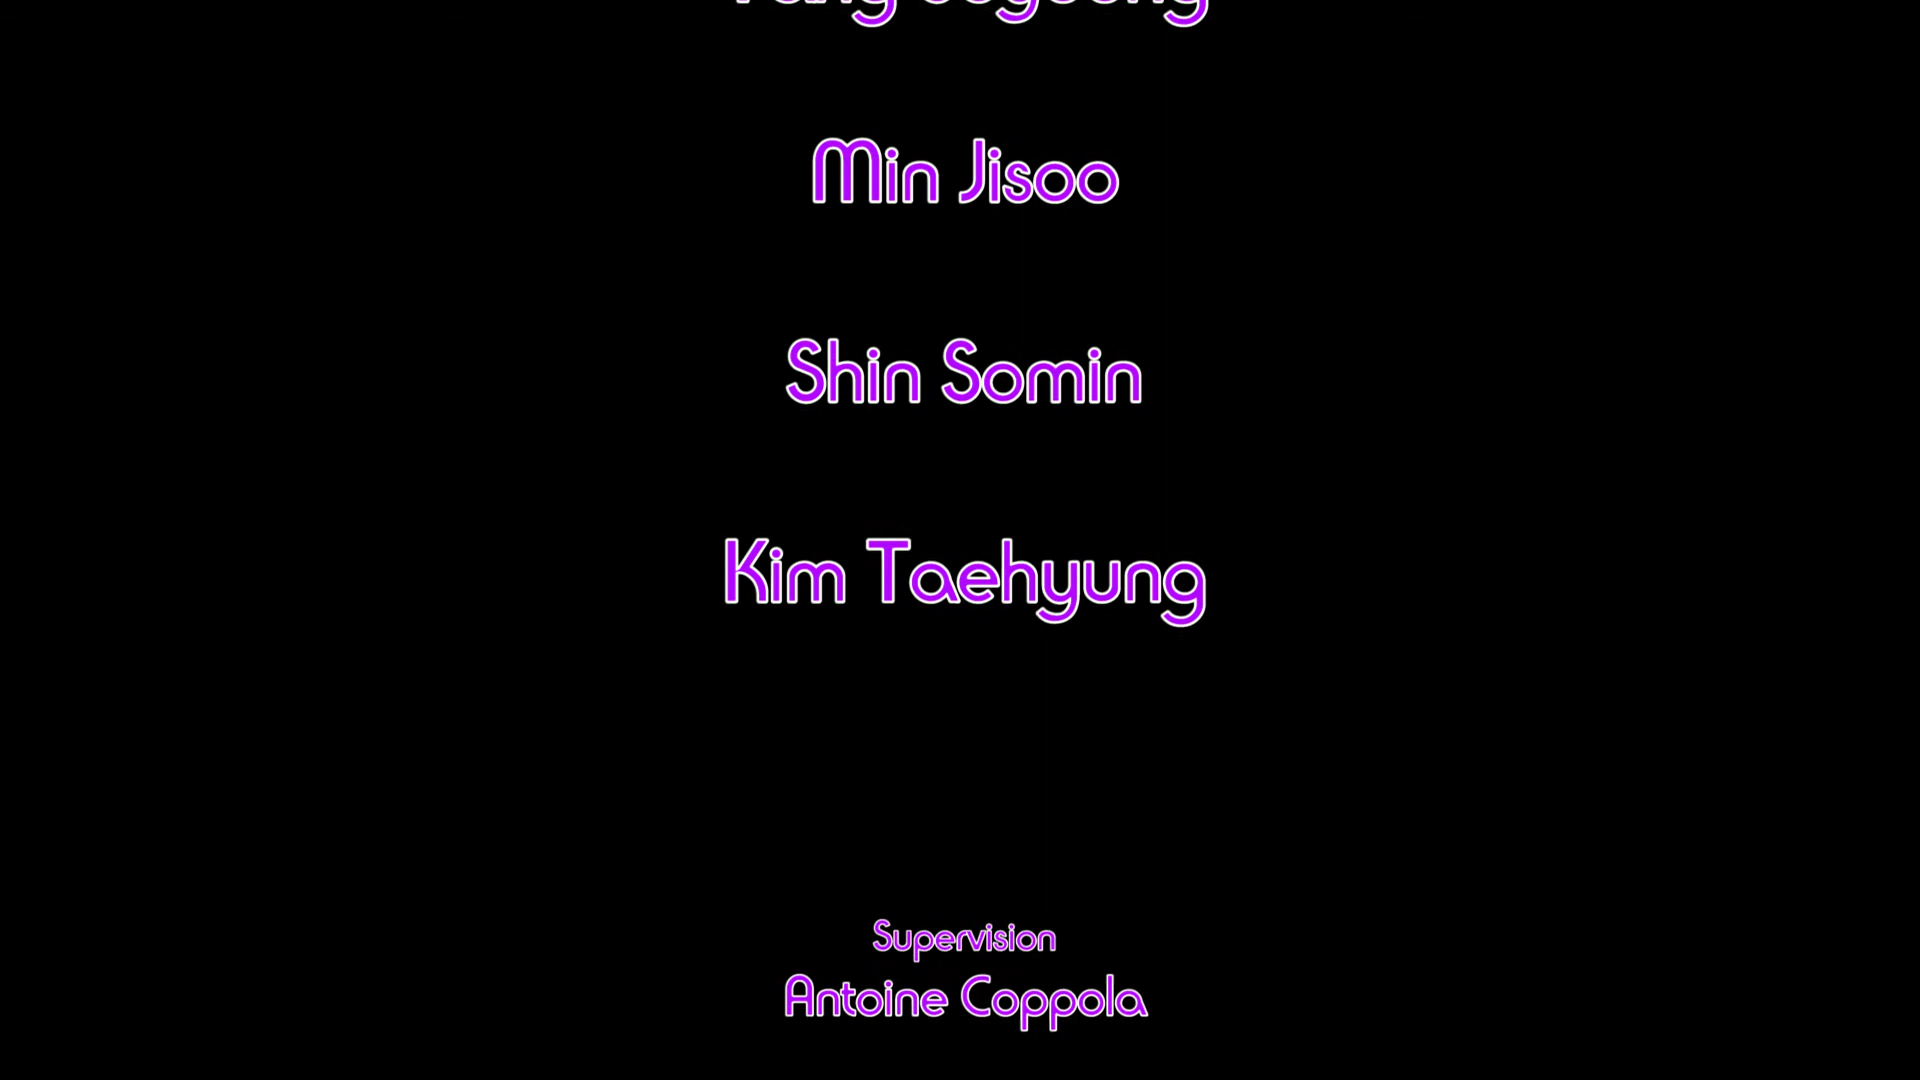 Min Jisoo
Shin Somin
Kim Taehyung
Supervision
Antoine Coppola